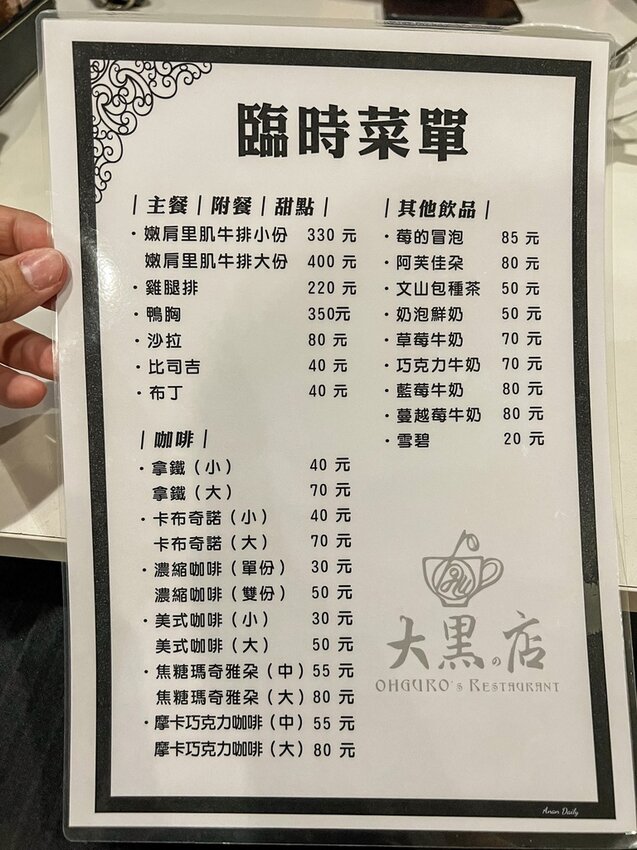 臨時菜單
｜主餐｜附餐｜甜點｜
・嫩肩里肌牛排小份 330 元
嫩肩里肌牛排大份 400 元
・雞腿排 220 元
・鴨胸 350元
・沙拉 80 元
・比司吉 40 元
・布丁 40 元
｜咖啡｜
・拿鐵（小） 40 元
拿鐵（大） 70 元
・卡布奇諾（小） 40 元
卡布奇諾（大） 70 元
・濃縮咖啡（單份） 30 元
濃縮咖啡（雙份） 50 元
・美式咖啡（小） 30 元
美式咖啡（大） 50 元
・焦糖瑪奇雅朵（中） 55 元
焦糖瑪奇雅朵（大） 80 元
・摩卡巧克力咖啡（中） 55 元
摩卡巧克力咖啡（大） 80 元
｜其他飲品｜
・莓的冒泡 85 元
・阿芙佳朵 80 元
・文山包種茶 50 元
・奶泡鮮奶 50 元
・草莓牛奶 70 元
・巧克力牛奶 70 元
・藍莓牛奶 80 元
・蔓越莓牛奶 80 元
・雪碧 20 元
大黒の店
OHGURO's RESTAURANT
Anan Daily